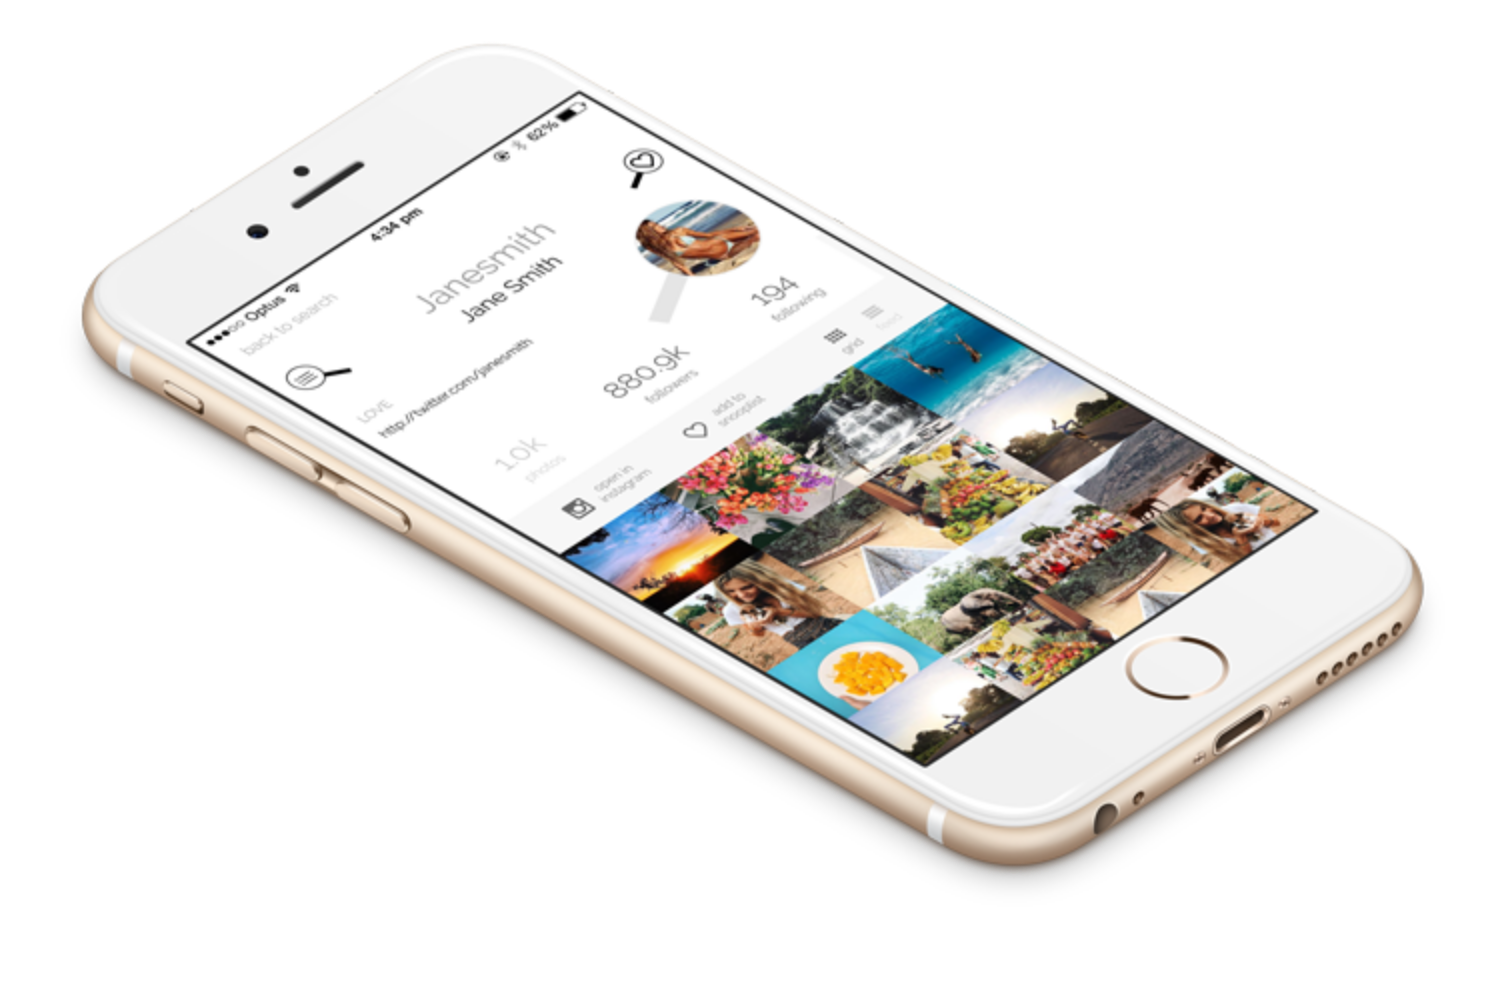 Optus 4:34 pm 62%
back to search
Janesmith
Jane Smith
LOVE
http://twitter.com/janesmith
1.0k
photos
880.9k
followers
194
following
open in
instagram
add to
snooplist
grid
feed